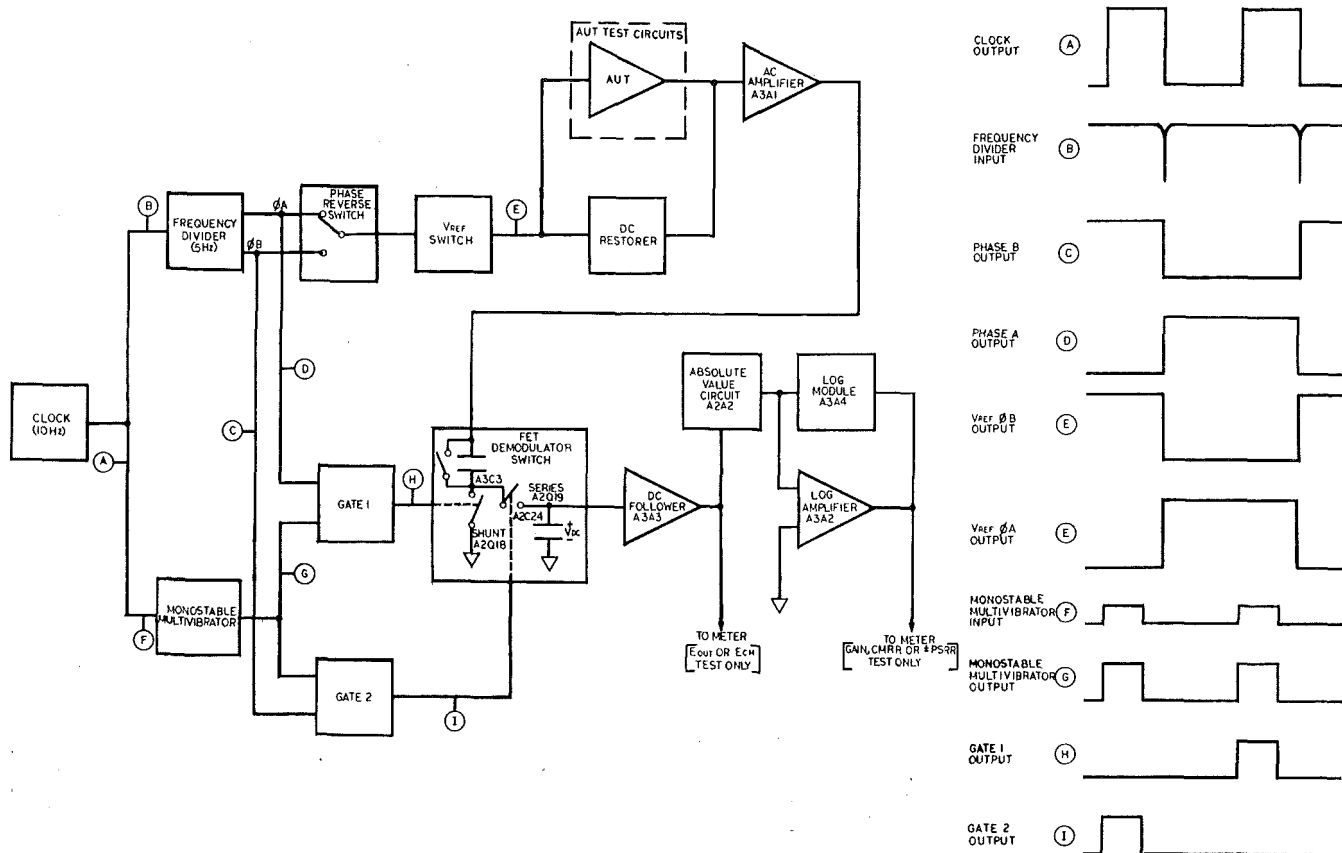 AUT TEST CIRCUITS
AUT
AC
AMPLIFIER
A3A1
B
FREQUENCY
DIVIDER
(5Hz)
ØA
ØB
PHASE
REVERSE
SWITCH
VREF
SWITCH
E
DC
RESTORER
D
C
CLOCK
(10Hz)
A
ABSOLUTE
VALUE
CIRCUIT
A2A2
LOG
MODULE
A3A4
FET
DEMODULATOR
SWITCH
A3C3
SERIES
A2Q19
A2C24
SHUNT
A2Q18
+
VDC
-
GATE 1
H
G
DC
FOLLOWER
A3A3
LOG
AMPLIFIER
A3A2
MONOSTABLE
MULTIVIBRATOR
F
GATE 2
I
TO METER
[EOUT OR ECM
TEST ONLY]
TO METER
[GAIN, CMRR OR ±PSRR
TEST ONLY]
CLOCK
OUTPUT
A
FREQUENCY
DIVIDER
INPUT
B
PHASE B
OUTPUT
C
PHASE A
OUTPUT
D
VREF ØB
OUTPUT
E
VREF ØA
OUTPUT
E
MONOSTABLE
MULTIVIBRATOR
INPUT
F
MONOSTABLE
MULTIVIBRATOR
OUTPUT
G
GATE 1
OUTPUT
H
GATE 2
OUTPUT
I